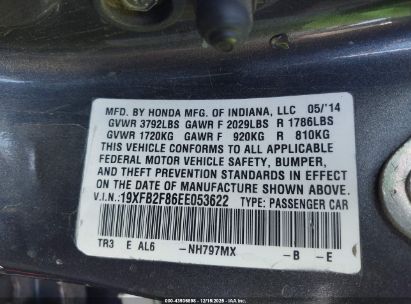 MFD. BY HONDA MFG. OF INDIANA, LLC 05/'14
GVWR 3792LBS GAWR F 2029LBS R 1786LBS
GVWR 1720KG GAWR F 920KG R 810KG
THIS VEHICLE CONFORMS TO ALL APPLICABLE
FEDERAL MOTOR VEHICLE SAFETY, BUMPER,
AND THEFT PREVENTION STANDARDS IN EFFECT
ON THE DATE OF MANUFACTURE SHOWN ABOVE.
V.I.N.: 19XFB2F86EE053622 TYPE: PASSENGER CAR
TR3 E AL6 -NH797MX -B -E